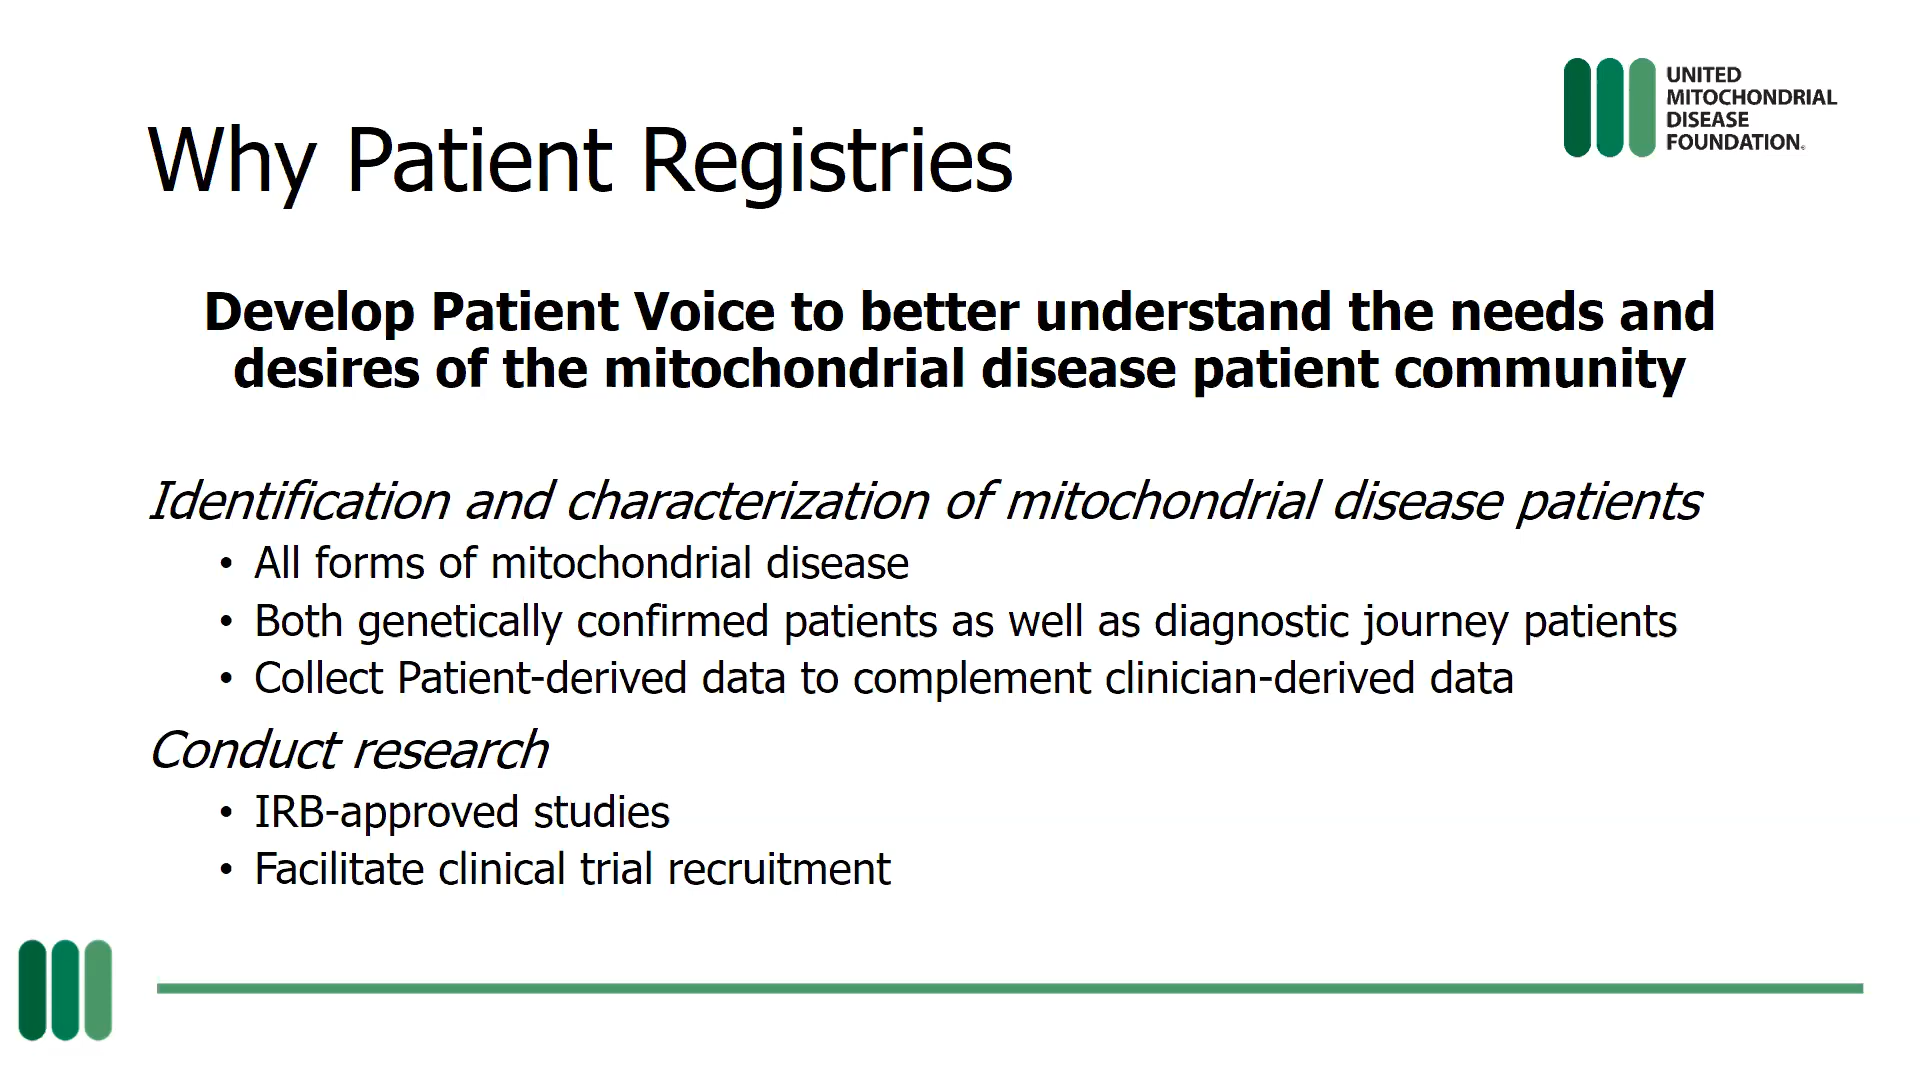 UNITED
MITOCHONDRIAL
DISEASE
FOUNDATION.
Why Patient Registries
Develop Patient Voice to better understand the needs and
desires of the mitochondrial disease patient community
Identification and characterization of mitochondrial disease patients
• All forms of mitochondrial disease
• Both genetically confirmed patients as well as diagnostic journey patients
• Collect Patient-derived data to complement clinician-derived data
Conduct research
• IRB-approved studies
• Facilitate clinical trial recruitment